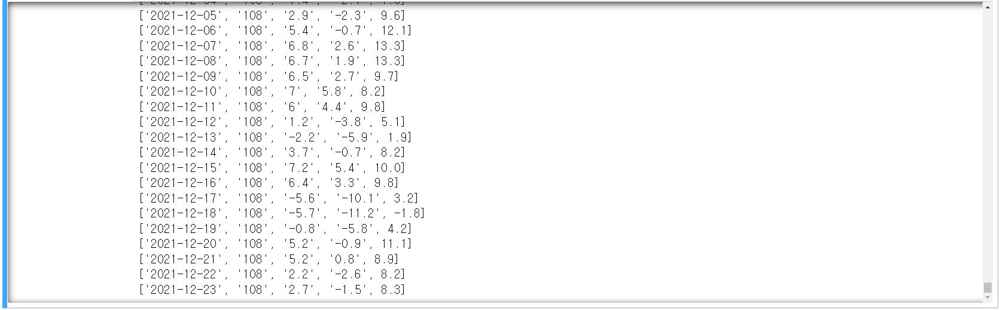 ['2021-12-05', '108', '2.9', '-2.3', 9.6]
['2021-12-06', '108', '5.4', '-0.7', 12.1]
['2021-12-07', '108', '6.8', '2.6', 13.3]
['2021-12-08', '108', '6.7', '1.9', 13.3]
['2021-12-09', '108', '6.5', '2.7', 9.7]
['2021-12-10', '108', '7', '5.8', 8.2]
['2021-12-11', '108', '6', '4.4', 9.8]
['2021-12-12', '108', '1.2', '-3.8', 5.1]
['2021-12-13', '108', '-2.2', '-5.9', 1.9]
['2021-12-14', '108', '3.7', '-0.7', 8.2]
['2021-12-15', '108', '7.2', '5.4', 10.0]
['2021-12-16', '108', '6.4', '3.3', 9.8]
['2021-12-17', '108', '-5.6', '-10.1', 3.2]
['2021-12-18', '108', '-5.7', '-11.2', -1.8]
['2021-12-19', '108', '-0.8', '-5.8', 4.2]
['2021-12-20', '108', '5.2', '-0.9', 11.1]
['2021-12-21', '108', '5.2', '0.8', 8.9]
['2021-12-22', '108', '2.2', '-2.6', 8.2]
['2021-12-23', '108', '2.7', '-1.5', 8.3]